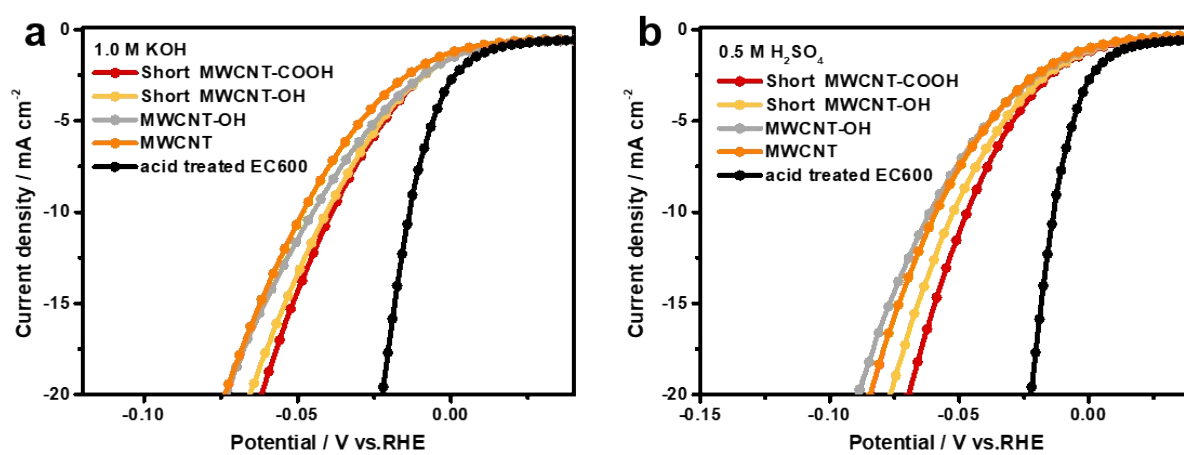 a
1.0 M KOH
Short MWCNT-COOH
Short MWCNT-OH
MWCNT-OH
MWCNT
acid treated EC600
0
-5
-10
-15
-20
-0.10
-0.05
0.00
Current density / mA cm⁻²
Potential / V vs.RHE
b
0.5 M H₂SO₄
Short MWCNT-COOH
Short MWCNT-OH
MWCNT-OH
MWCNT
acid treated EC600
0
-5
-10
-15
-20
-0.15
-0.10
-0.05
0.00
Current density / mA cm⁻²
Potential / V vs.RHE